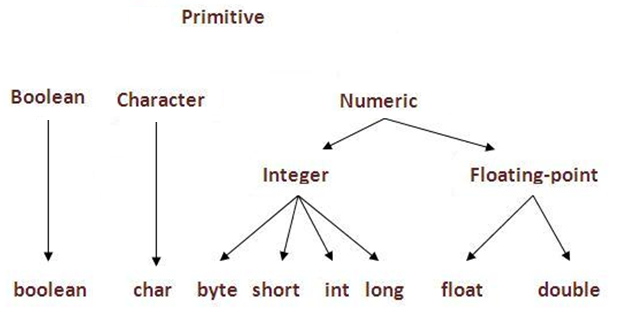 Primitive
Boolean Character Numeric
Integer Floating-point
boolean char byte short int long float double